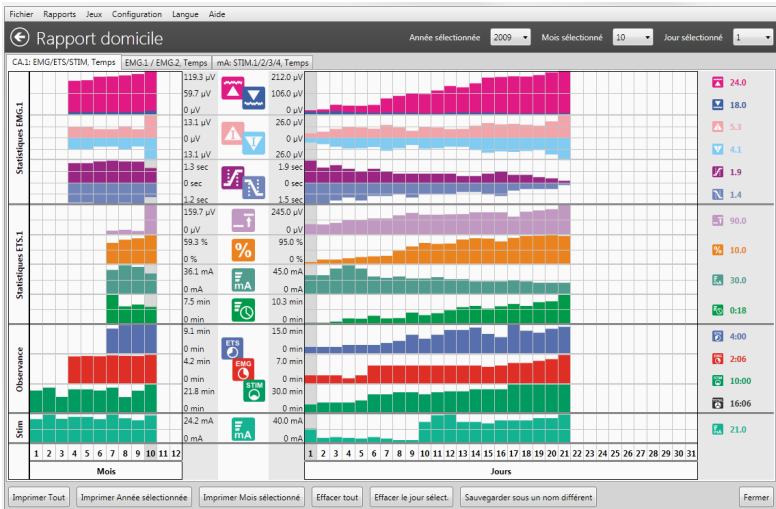 Fichier Rapports Jeux Configuration Langue Aide
Rapport domicile
Année sélectionnée 2009 Mois sélectionné 10 Jour sélectionné 1
CA.1: EMG/ETS/STIM, Temps EMG.1 / EMG.2, Temps mA: STIM.1/2/3/4, Temps
Statistiques EMG.1
119.3 µV 212.0 µV 24.0
59.7 µV 106.0 µV 18.0
0 µV 0 µV
13.1 µV 26.0 µV 5.3
0 µV 0 µV
13.1 µV 26.0 µV 4.1
1.3 sec 1.9 sec 1.9
0 sec 0 sec
1.2 sec 1.5 sec 1.4
Statistiques ETS.1
159.7 µV 245.0 µV 90.0
0 µV 0 µV
59.3 % % 95.0 % % 10.0
0 % 0 %
36.1 mA mA 45.0 mA mA 30.0
0 mA 0 mA
7.5 min 10.3 min 0:18
0 min 0 min
Observance
9.1 min ETS 15.0 min 4:00
0 min 0 min
4.2 min EMG 7.0 min 2:06
0 min 0 min
21.8 min STIM 30.0 min 10:00
0 min 0 min 16:06
Stim
24.2 mA mA 40.0 mA 21.0
0 mA 0 mA
1 2 3 4 5 6 7 8 9 10 11 12 1 2 3 4 5 6 7 8 9 10 11 12 13 14 15 16 17 18 19 20 21 22 23 24 25 26 27 28 29 30 31
Mois Jours
Imprimer Tout Imprimer Année sélectionnée Imprimer Mois sélectionné Effacer tout Effacer le jour sélect. Sauvegarder sous un nom différent Fermer